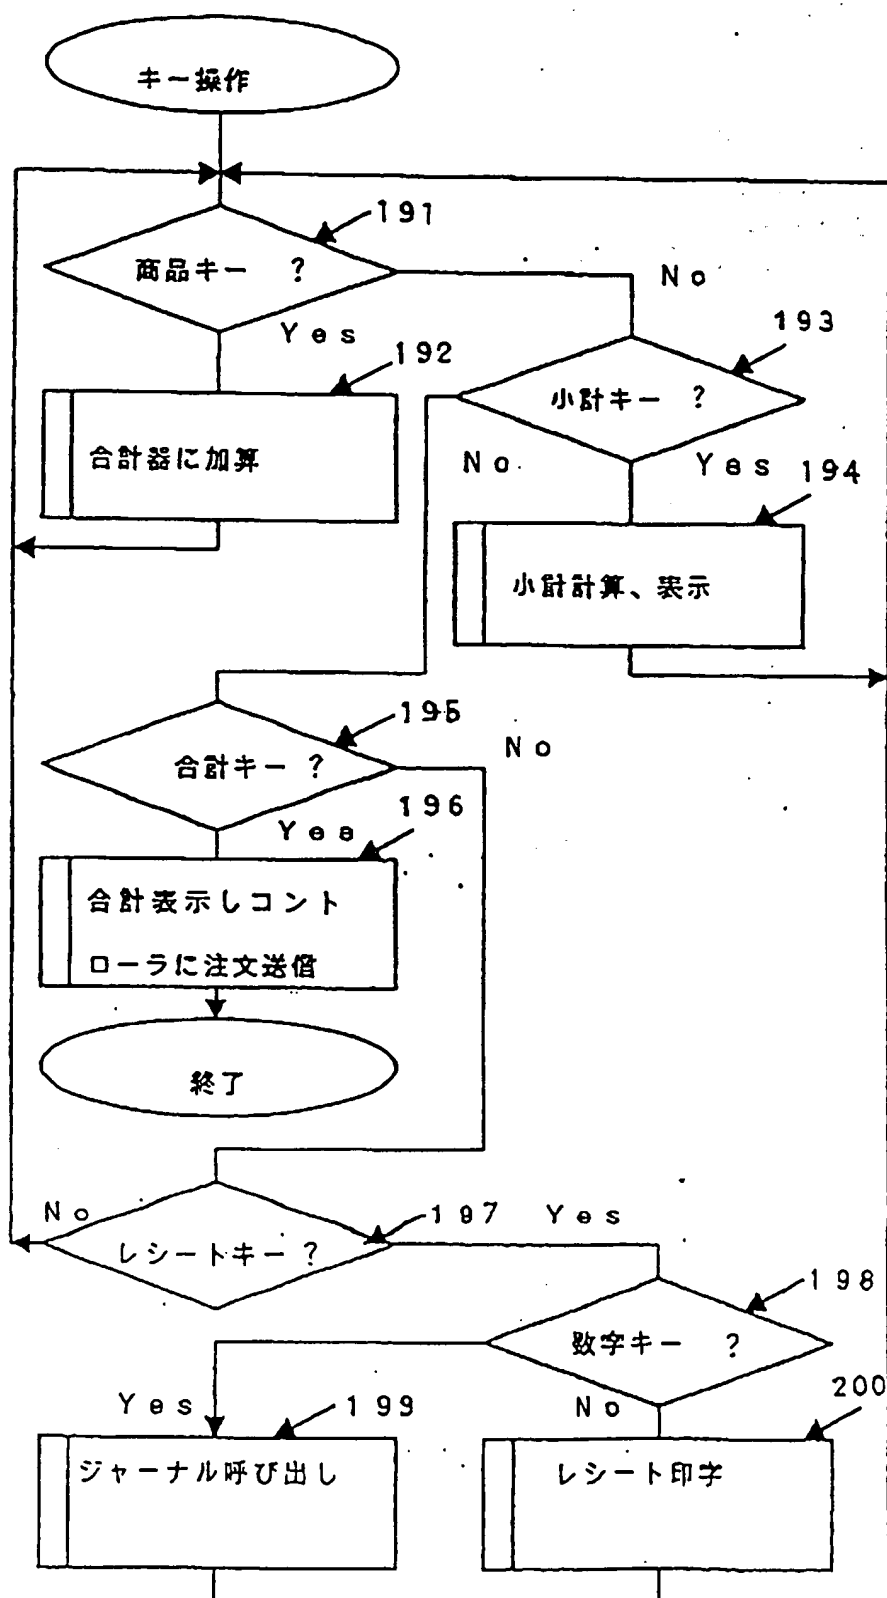 キー操作
191
商品キー ?
No
Yes
193
192
小計キー ?
合計器に加算
No
Yes
194
小計計算、表示
195
No
合計キー ?
196
Yes
合計表示しコント
ローラに注文送信
終了
No
197
Yes
レシートキー?
198
数字キー ?
200
Yes
199
No
ジャーナル呼び出し
レシート印字